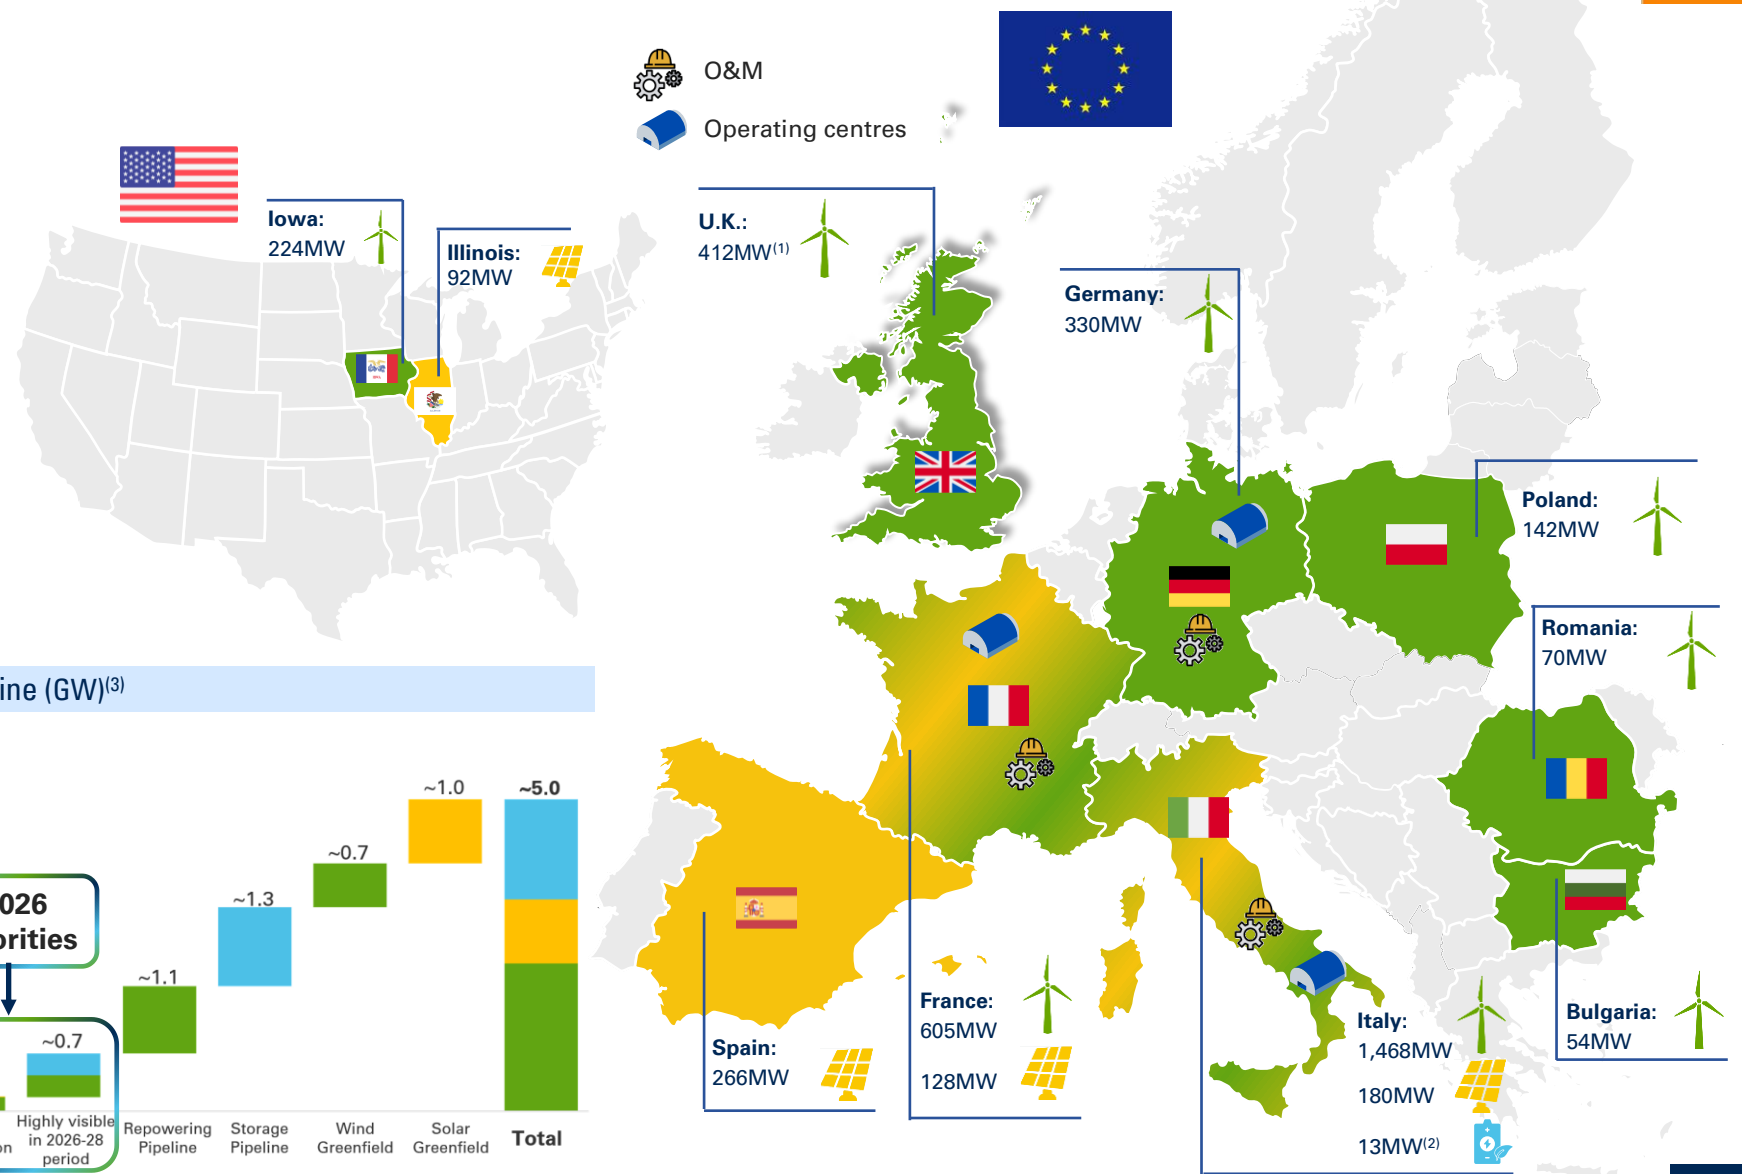 O&M
Operating centres
Iowa:
224MW
Illinois:
92MW
U.K.:
412MW(1)
Germany:
330MW
Poland:
142MW
Romania:
70MW
Bulgaria:
54MW
Italy:
1,468MW
180MW
13MW(2)
France:
605MW
128MW
Spain:
266MW
ine (GW)(3)
026
orities
~0.7
~1.1
~1.3
~0.7
~1.0
~5.0
on
Highly visible
in 2026-28
period
Repowering
Pipeline
Storage
Pipeline
Wind
Greenfield
Solar
Greenfield
Total